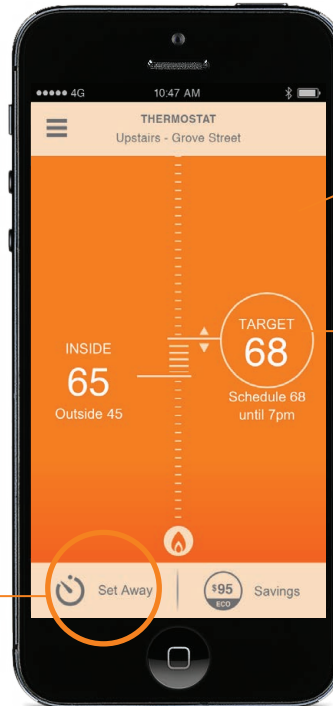 4G 10:47 AM
THERMOSTAT
Upstairs - Grove Street
TARGET
68
INSIDE
65
Outside 45
Schedule 68
until 7pm
Set Away
$95
ECO
Savings